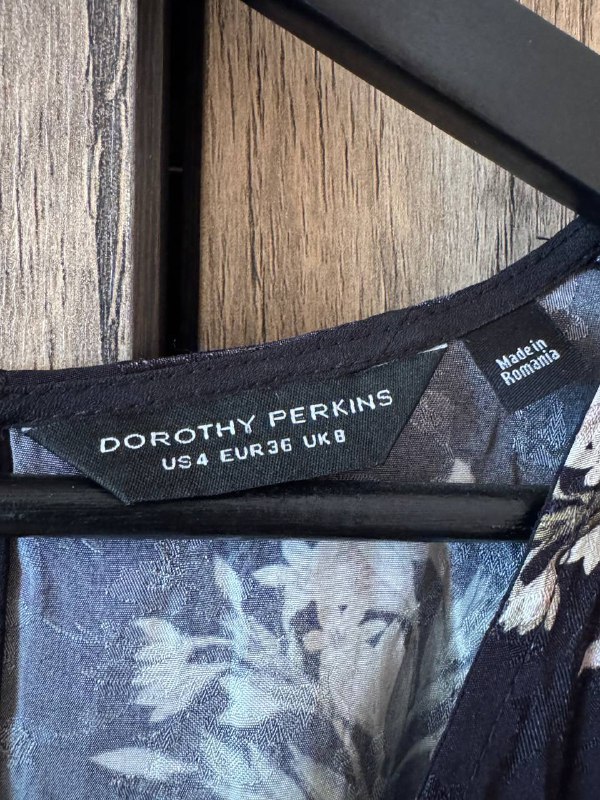 DOROTHY PERKINS
US4 EUR36 UK8
Made in
Romania